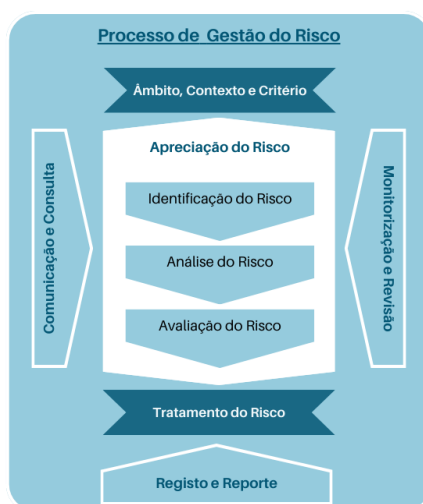 Processo de Gestão do Risco
Âmbito, Contexto e Critério
Apreciação do Risco
Identificação do Risco
Análise do Risco
Avaliação do Risco
Comunicação e Consulta
Monitorização e Revisão
Tratamento do Risco
Registo e Reporte